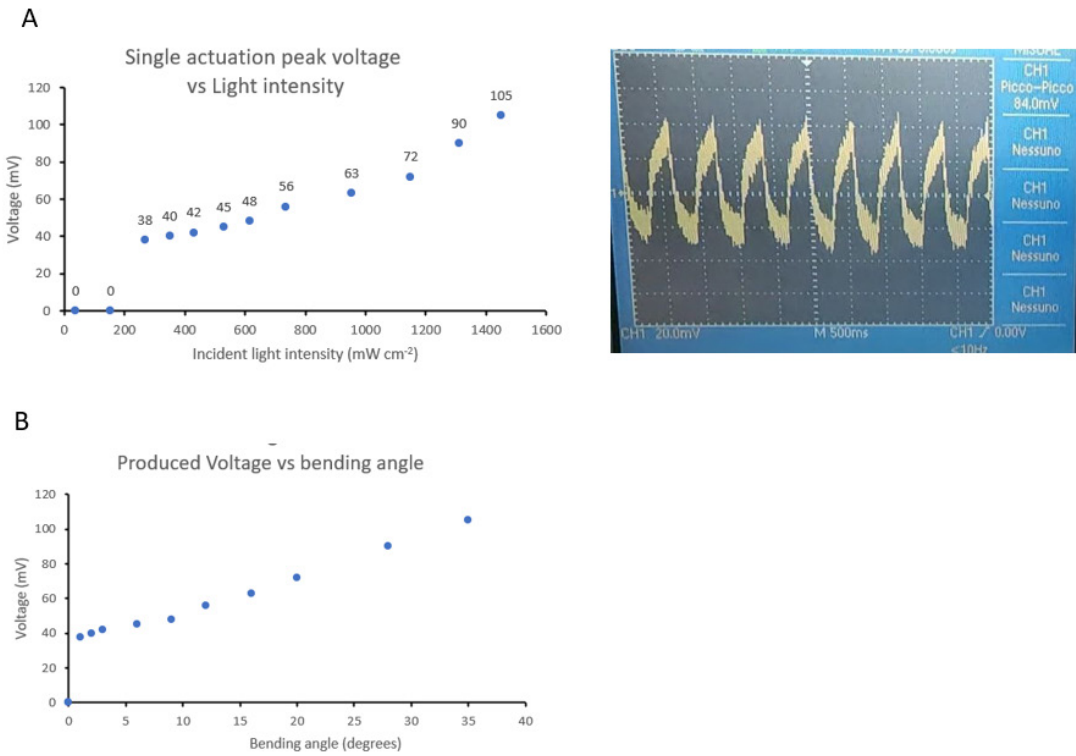 A
Single actuation peak voltage
vs Light intensity
120
100
80
60
40
20
0
Voltage (mV)
0
0
38
40
42
45
48
56
63
72
90
105
0
200
400
600
800
1000
1200
1400
1600
Incident light intensity (mW cm-2)
CH1
Picco-Picco
84.0mV
CH1
Nessuno
CH1
Nessuno
CH1
Nessuno
CH1
Nessuno
1
CH1 20.0mV
M 500ms
CH1
0.00V
<10Hz
B
Produced Voltage vs bending angle
120
100
80
60
40
20
0
Voltage (mV)
0
5
10
15
20
25
30
35
40
Bending angle (degrees)